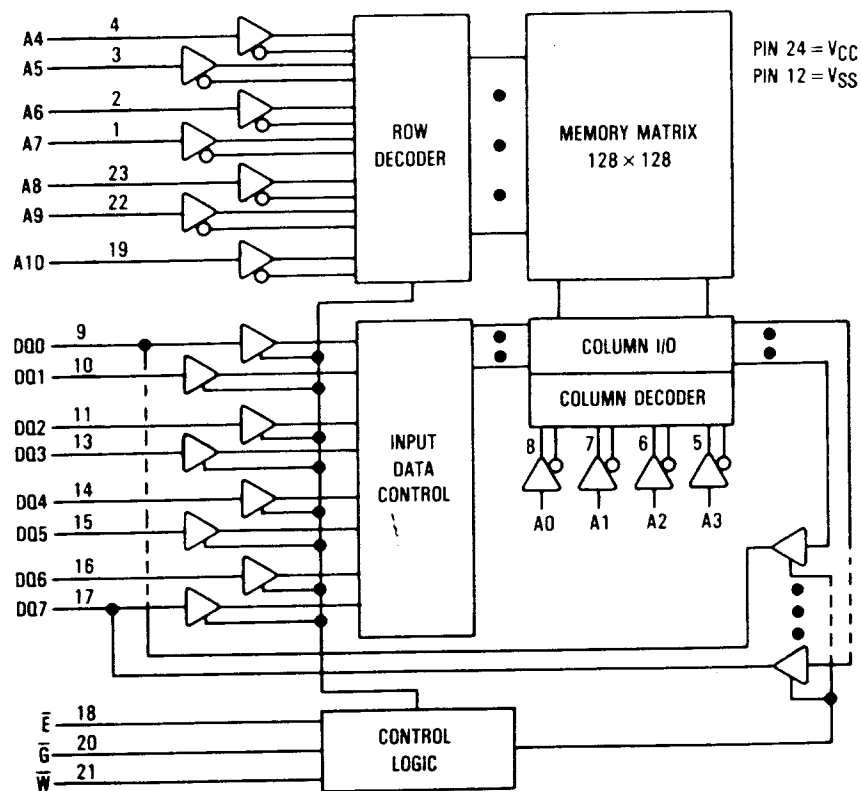 A4 4
A5 3
A6 2
A7 1
A8 23
A9 22
A10 19
ROW
DECODER
MEMORY MATRIX
128 × 128
PIN 24 = VCC
PIN 12 = VSS
DQ0 9
DQ1 10
DQ2 11
DQ3 13
DQ4 14
DQ5 15
DQ6 16
DQ7 17
INPUT
DATA
CONTROL
COLUMN I/O
COLUMN DECODER
8 7 6 5
A0 A1 A2 A3
E̅ 18
G̅ 20
W̅ 21
CONTROL
LOGIC